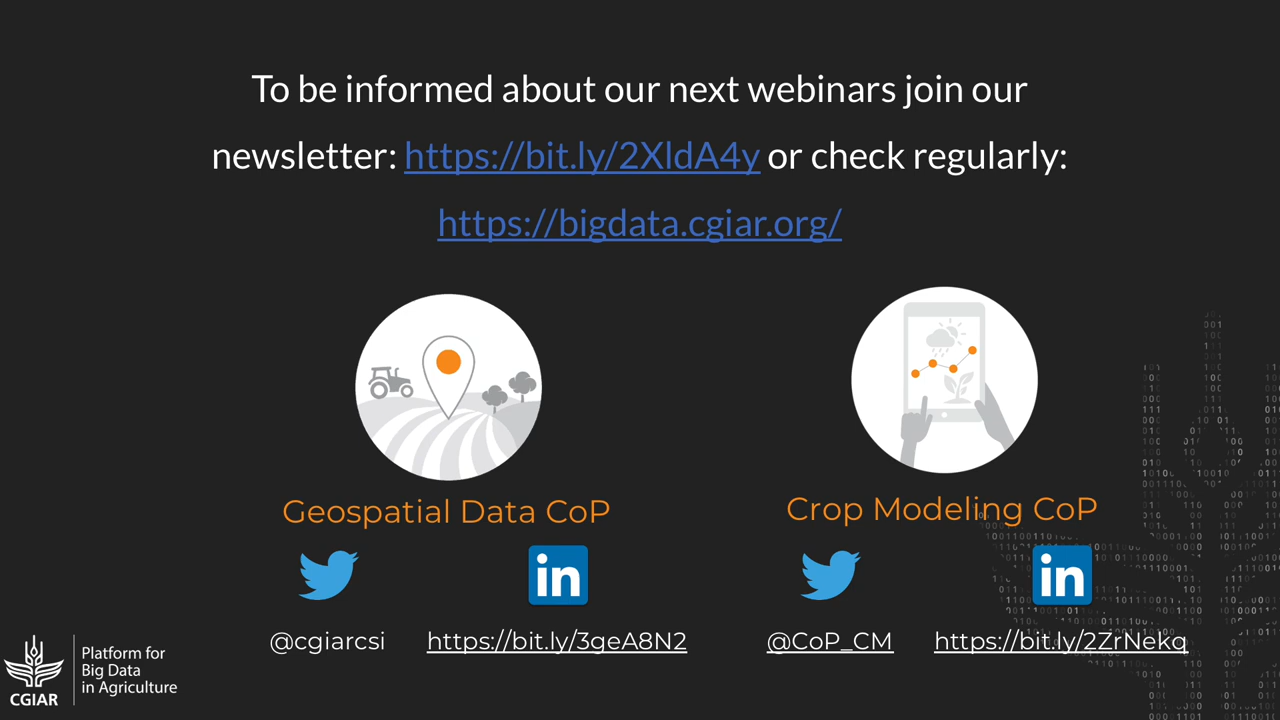 To be informed about our next webinars join our
newsletter: https://bit.ly/2XldA4y or check regularly:
https://bigdata.cgiar.org/
Geospatial Data CoP
Crop Modeling CoP
in
in
@cgiarcsi
https://bit.ly/3geA8N2
@CoP_CM
https://bit.ly/2ZrNekq
CGIAR
Platform for
Big Data
in Agriculture